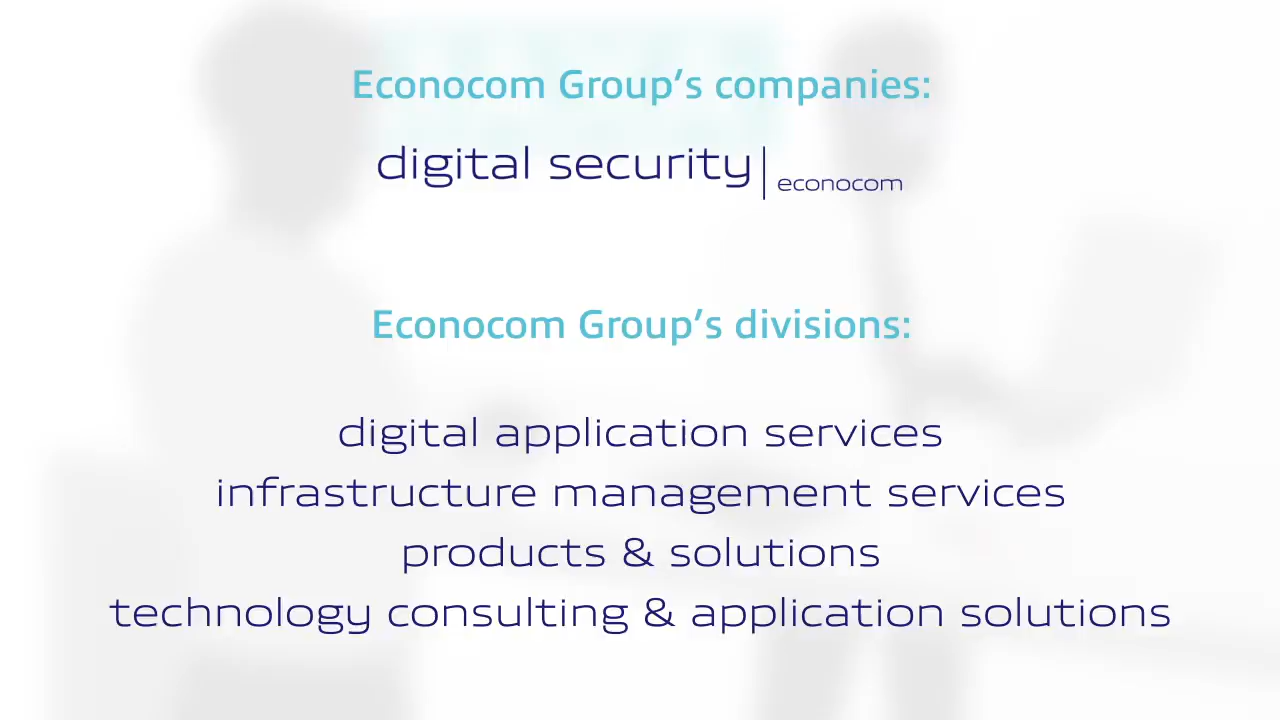 Econocom Group’s companies:
digital security | econocom
Econocom Group’s divisions:
digital application services
infrastructure management services
products & solutions
technology consulting & application solutions